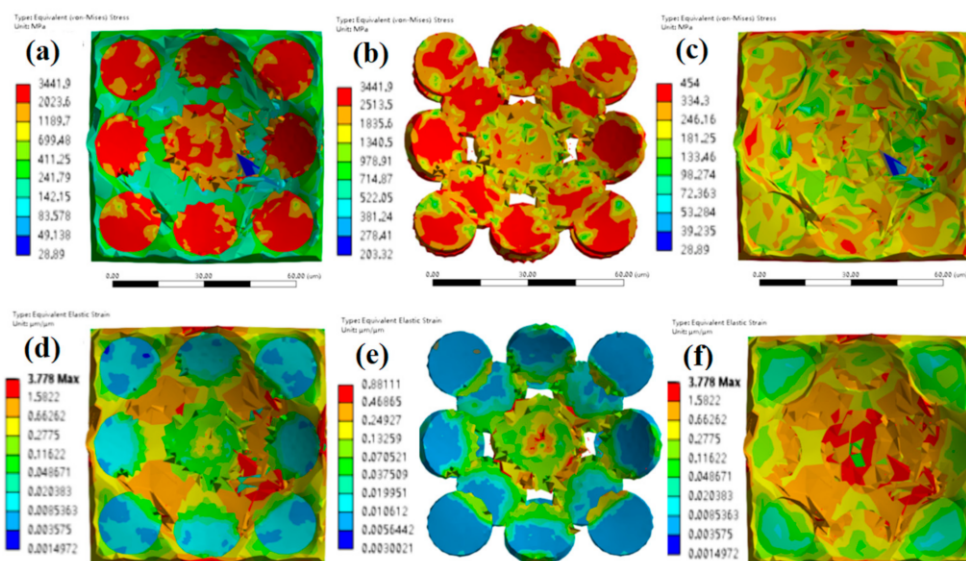 Type: Equivalent (von-Mises) Stress
Unit: MPa
(a)
3441.9
2023.6
1189.7
699.48
411.25
241.79
142.15
83.578
49.138
28.89
0.00
30.00
60.00 (um)
Type: Equivalent (von-Mises) Stress
Unit: MPa
(b)
3441.9
2513.5
1835.6
1340.5
978.91
714.87
522.05
381.24
278.41
203.32
0.00
30.00
60.00 (um)
Type: Equivalent (von-Mises) Stress
Unit: MPa
(c)
454
334.3
246.16
181.25
133.46
98.274
72.363
53.284
39.235
28.89
0.00
30.00
60.00 (um)
Type: Equivalent Elastic Strain
Unit: µm/µm
(d)
3.778 Max
1.5822
0.66262
0.2775
0.11622
0.048671
0.020383
0.0085363
0.003575
0.0014972
Type: Equivalent Elastic Strain
Unit: µm/µm
(e)
0.88111
0.46865
0.24927
0.13259
0.070521
0.037509
0.019951
0.010612
0.0056442
0.0030021
Type: Equivalent Elastic Strain
Unit: µm/µm
(f)
3.778 Max
1.5822
0.66262
0.2775
0.11622
0.048671
0.020383
0.0085363
0.003575
0.0014972